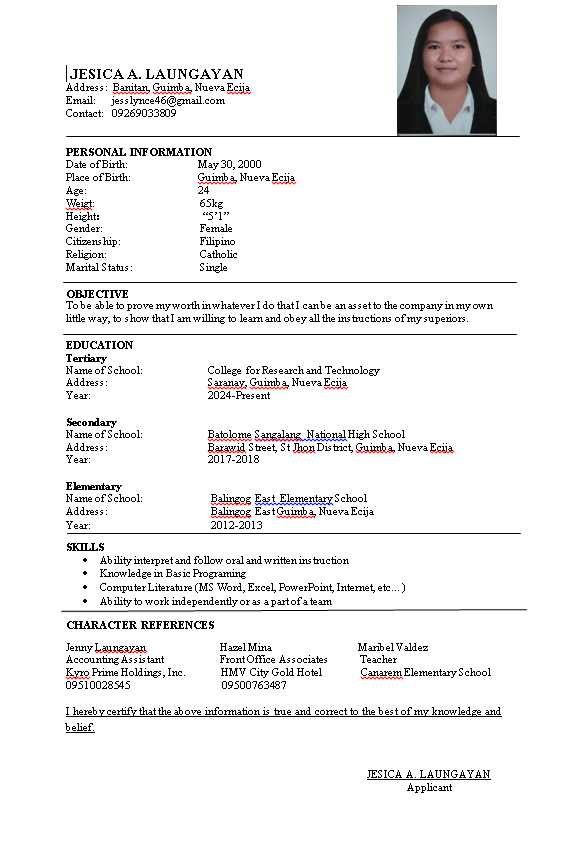 JESICA A. LAUNGAYAN
Address: Banitan, Guimba, Nueva Ecija
Email: jesslynce46@gmail.com
Contact: 09269033809
PERSONAL INFORMATION
Date of Birth: May 30, 2000
Place of Birth: Guimba, Nueva Ecija
Age: 24
Weigt: 65kg
Height: “5’1”
Gender: Female
Citizenship: Filipino
Religion: Catholic
Marital Status: Single
OBJECTIVE
To be able to prove my worth in whatever I do that I can be an asset to the company in my own
little way, to show that I am willing to learn and obey all the instructions of my superiors.
EDUCATION
Tertiary
Name of School: College for Research and Technology
Address: Saranay, Guimba, Nueva Ecija
Year: 2024-Present
Secondary
Name of School: Batolome Sangalang National High School
Address: Barawid Street, St Jhon District, Guimba, Nueva Ecija
Year: 2017-2018
Elementary
Name of School: Balingog East Elementary School
Address: Balingog East Guimba, Nueva Ecija
Year: 2012-2013
SKILLS
• Ability interpret and follow oral and written instruction
• Knowledge in Basic Programing
• Computer Literature (MS Word, Excel, PowerPoint, Internet, etc…)
• Ability to work independently or as a part of a team
CHARACTER REFERENCES
Jenny Laungayan Hazel Mina Maribel Valdez
Accounting Assistant Front Office Associates Teacher
Kyro Prime Holdings, Inc. HMV City Gold Hotel Canarem Elementary School
09510028545 09500763487
I hereby certify that the above information is true and correct to the best of my knowledge and
belief.
JESICA A. LAUNGAYAN
Applicant